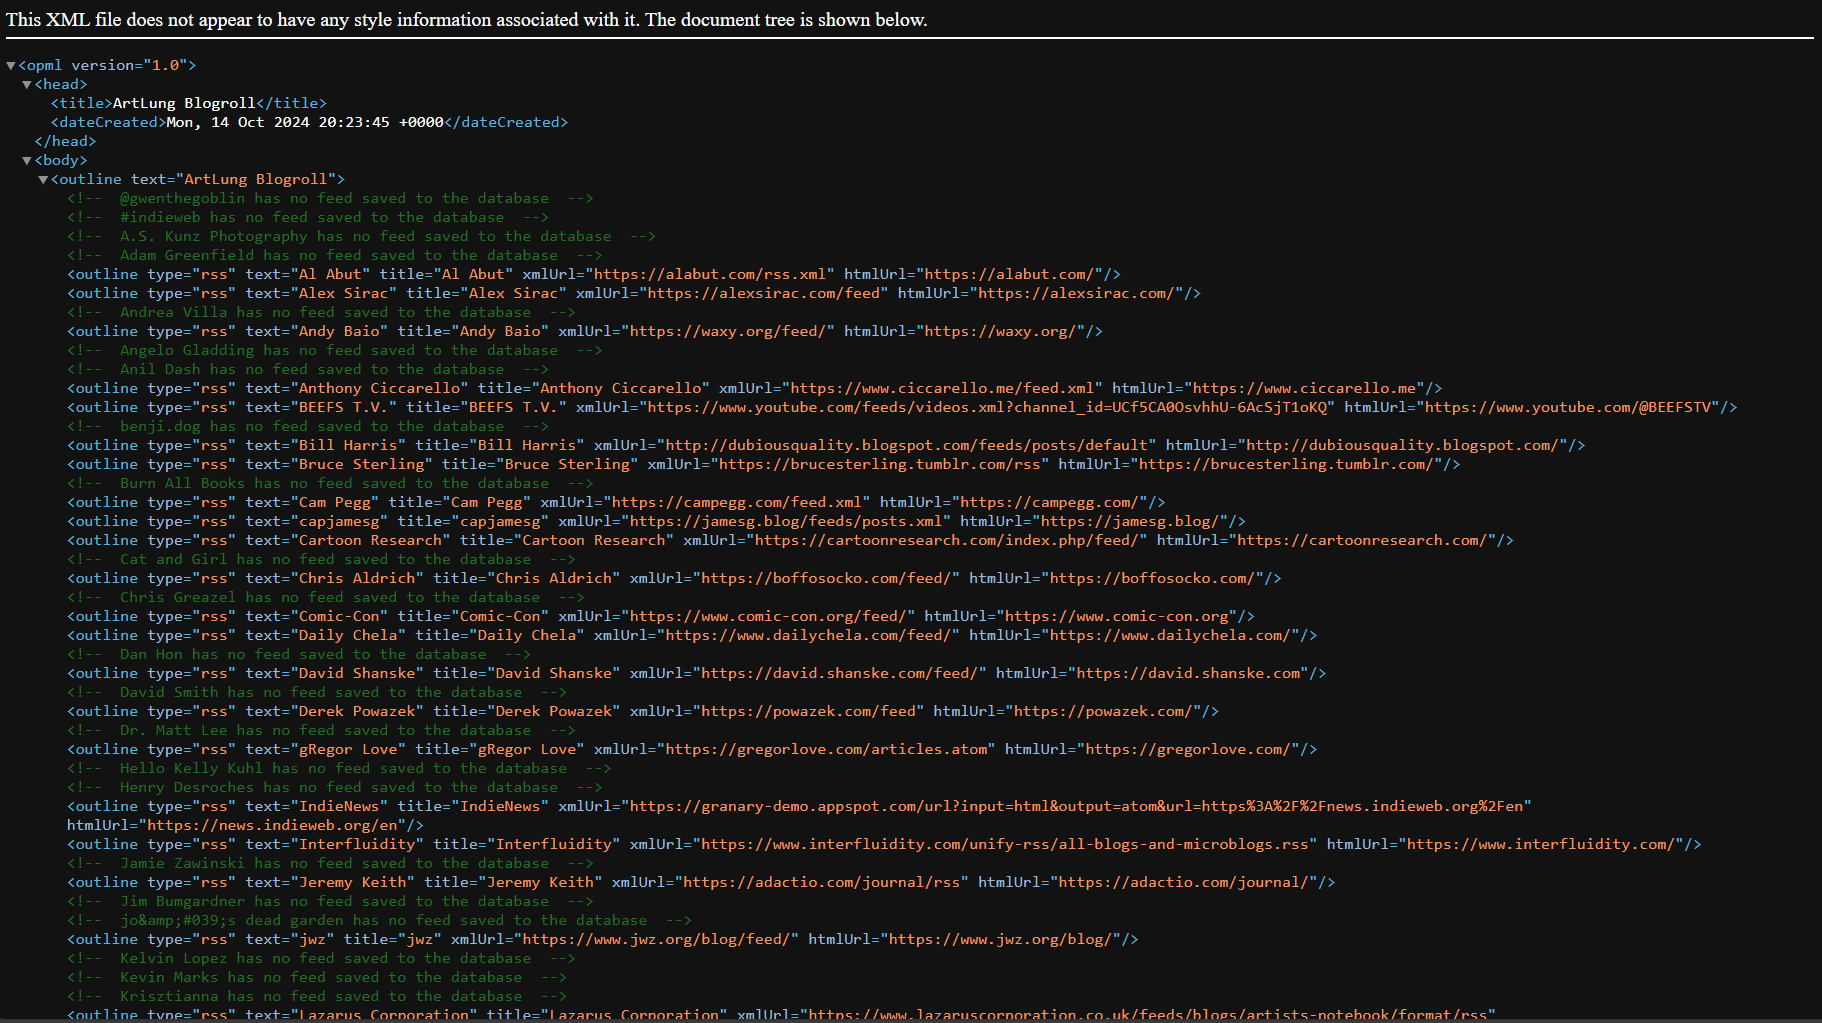 This XML file does not appear to have any style information associated with it. The document tree is shown below.
▼<opml version="1.0">
▼<head>
<title>ArtLung Blogroll</title>
<dateCreated>Mon, 14 Oct 2024 20:23:45 +0000</dateCreated>
</head>
▼<body>
▼<outline text="ArtLung Blogroll">
<!-- @gwenthegoblin has no feed saved to the database -->
<!-- #indieweb has no feed saved to the database -->
<!-- A.S. Kunz Photography has no feed saved to the database -->
<!-- Adam Greenfield has no feed saved to the database -->
<outline type="rss" text="Al Abut" title="Al Abut" xmlUrl="https://alabut.com/rss.xml" htmlUrl="https://alabut.com/"/>
<outline type="rss" text="Alex Sirac" title="Alex Sirac" xmlUrl="https://alexsirac.com/feed" htmlUrl="https://alexsirac.com/"/>
<!-- Andrea Villa has no feed saved to the database -->
<outline type="rss" text="Andy Baio" title="Andy Baio" xmlUrl="https://waxy.org/feed/" htmlUrl="https://waxy.org/"/>
<!-- Angelo Gladding has no feed saved to the database -->
<!-- Anil Dash has no feed saved to the database -->
<outline type="rss" text="Anthony Ciccarello" title="Anthony Ciccarello" xmlUrl="https://www.ciccarello.me/feed.xml" htmlUrl="https://www.ciccarello.me"/>
<outline type="rss" text="BEEFS T.V." title="BEEFS T.V." xmlUrl="https://www.youtube.com/feeds/videos.xml?channel_id=UCf5CA0OsvhhU-6AcSjT1oKQ" htmlUrl="https://www.youtube.com/@BEEFSTV"/>
<!-- benji.dog has no feed saved to the database -->
<outline type="rss" text="Bill Harris" title="Bill Harris" xmlUrl="http://dubiousquality.blogspot.com/feeds/posts/default" htmlUrl="http://dubiousquality.blogspot.com/"/>
<outline type="rss" text="Bruce Sterling" title="Bruce Sterling" xmlUrl="https://brucesterling.tumblr.com/rss" htmlUrl="https://brucesterling.tumblr.com/"/>
<!-- Burn All Books has no feed saved to the database -->
<outline type="rss" text="Cam Pegg" title="Cam Pegg" xmlUrl="https://campegg.com/feed.xml" htmlUrl="https://campegg.com/"/>
<outline type="rss" text="capjamesg" title="capjamesg" xmlUrl="https://jamesg.blog/feeds/posts.xml" htmlUrl="https://jamesg.blog/"/>
<outline type="rss" text="Cartoon Research" title="Cartoon Research" xmlUrl="https://cartoonresearch.com/index.php/feed/" htmlUrl="https://cartoonresearch.com/"/>
<!-- Cat and Girl has no feed saved to the database -->
<outline type="rss" text="Chris Aldrich" title="Chris Aldrich" xmlUrl="https://boffosocko.com/feed/" htmlUrl="https://boffosocko.com/"/>
<!-- Chris Greazel has no feed saved to the database -->
<outline type="rss" text="Comic-Con" title="Comic-Con" xmlUrl="https://www.comic-con.org/feed/" htmlUrl="https://www.comic-con.org"/>
<outline type="rss" text="Daily Chela" title="Daily Chela" xmlUrl="https://www.dailychela.com/feed/" htmlUrl="https://www.dailychela.com/"/>
<!-- Dan Hon has no feed saved to the database -->
<outline type="rss" text="David Shanske" title="David Shanske" xmlUrl="https://david.shanske.com/feed/" htmlUrl="https://david.shanske.com"/>
<!-- David Smith has no feed saved to the database -->
<outline type="rss" text="Derek Powazek" title="Derek Powazek" xmlUrl="https://powazek.com/feed" htmlUrl="https://powazek.com/"/>
<!-- Dr. Matt Lee has no feed saved to the database -->
<outline type="rss" text="gRegor Love" title="gRegor Love" xmlUrl="https://gregorlove.com/articles.atom" htmlUrl="https://gregorlove.com/"/>
<!-- Hello Kelly Kuhl has no feed saved to the database -->
<!-- Henry Desroches has no feed saved to the database -->
<outline type="rss" text="IndieNews" title="IndieNews" xmlUrl="https://granary-demo.appspot.com/url?input=html&output=atom&url=https%3A%2F%2Fnews.indieweb.org%2Fen"
htmlUrl="https://news.indieweb.org/en"/>
<outline type="rss" text="Interfluidity" title="Interfluidity" xmlUrl="https://www.interfluidity.com/unify-rss/all-blogs-and-microblogs.rss" htmlUrl="https://www.interfluidity.com/"/>
<!-- Jamie Zawinski has no feed saved to the database -->
<outline type="rss" text="Jeremy Keith" title="Jeremy Keith" xmlUrl="https://adactio.com/journal/rss" htmlUrl="https://adactio.com/journal/"/>
<!-- Jim Bumgardner has no feed saved to the database -->
<!-- jo&amp;#039;s dead garden has no feed saved to the database -->
<outline type="rss" text="jwz" title="jwz" xmlUrl="https://www.jwz.org/blog/feed/" htmlUrl="https://www.jwz.org/blog/"/>
<!-- Kelvin Lopez has no feed saved to the database -->
<!-- Kevin Marks has no feed saved to the database -->
<!-- Krisztianna has no feed saved to the database -->
<outline type="rss" text="Lazarus Corporation" title="Lazarus Corporation" xmlUrl="https://www.lazaruscorporation.co.uk/feeds/blogs/artists-notebook/format/rss"